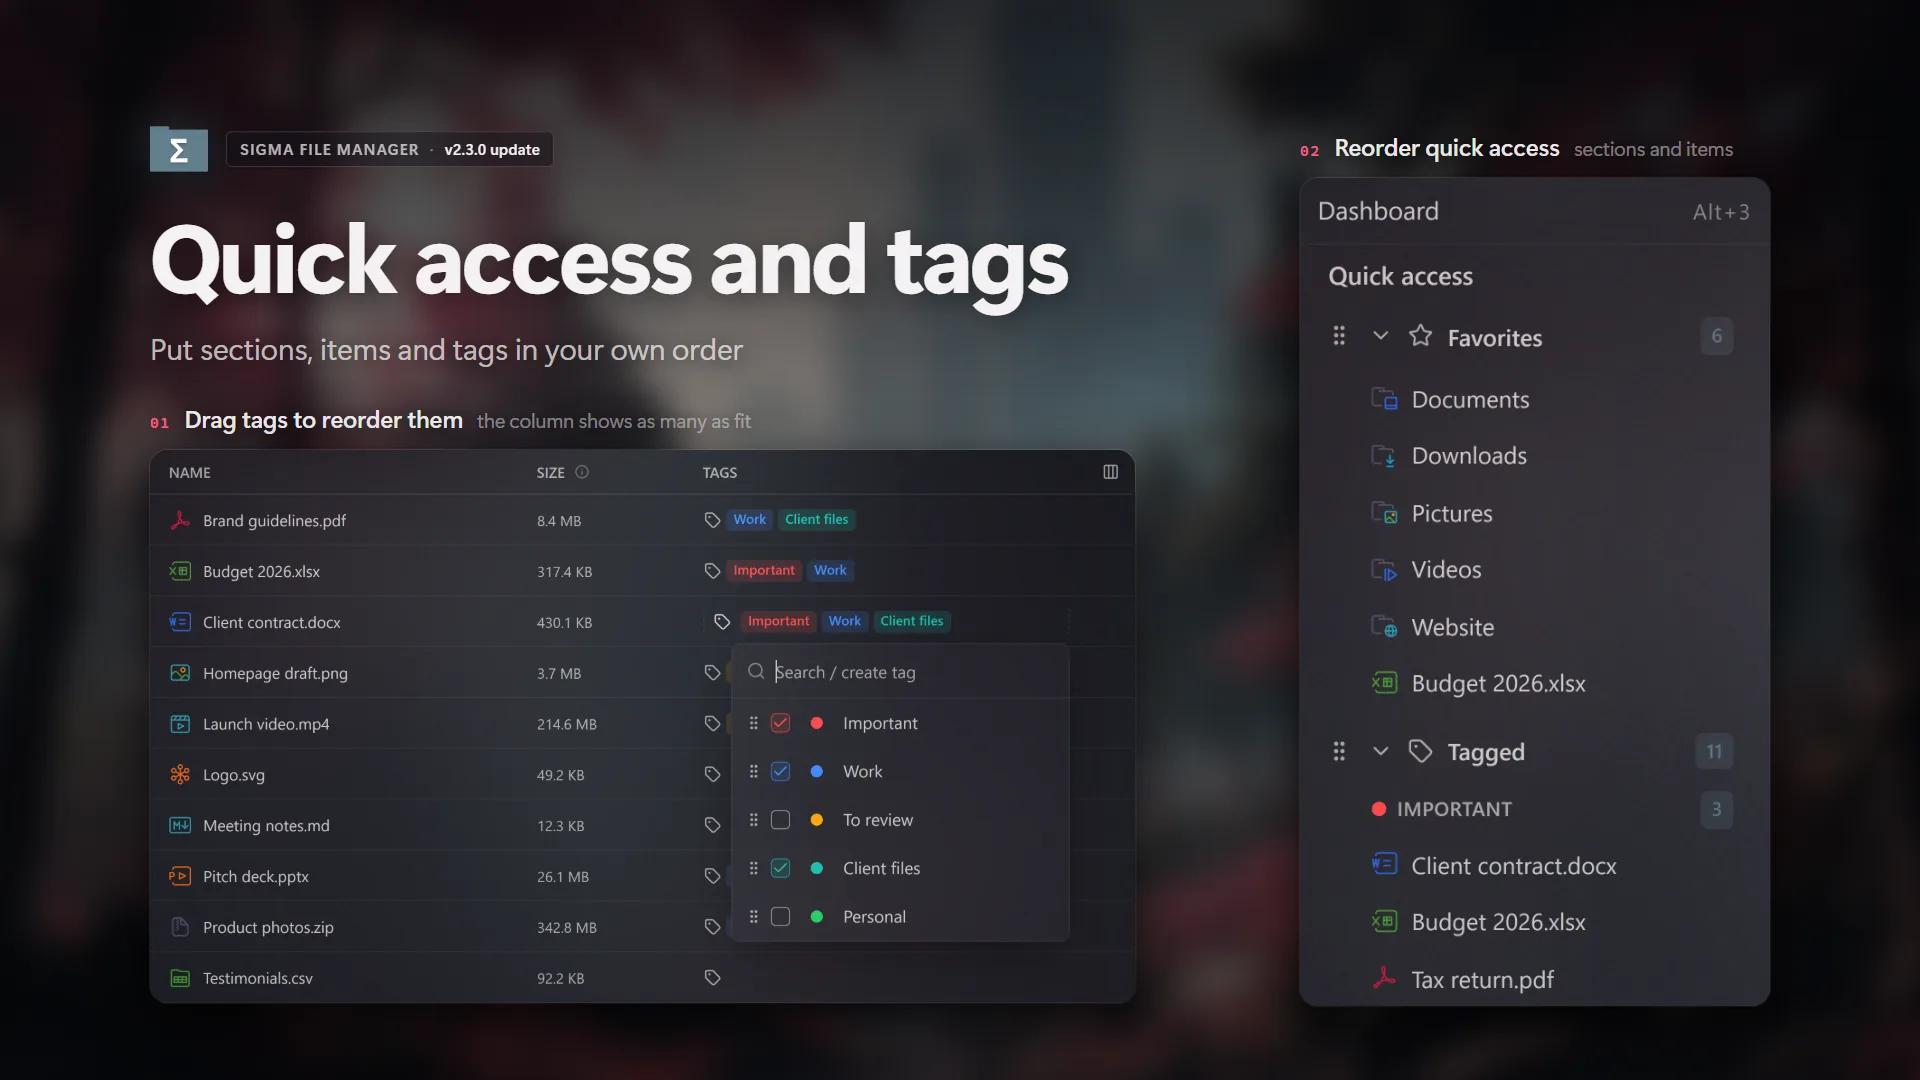 Σ
SIGMA FILE MANAGER · v2.3.0 update
Quick access and tags
Put sections, items and tags in your own order
01 Drag tags to reorder them the column shows as many as fit
NAME SIZE TAGS
Brand guidelines.pdf 8.4 MB Work Client files
Budget 2026.xlsx 317.4 KB Important Work
Client contract.docx 430.1 KB Important Work Client files
Homepage draft.png 3.7 MB
Launch video.mp4 214.6 MB
Logo.svg 49.2 KB
Meeting notes.md 12.3 KB
Pitch deck.pptx 26.1 MB
Product photos.zip 342.8 MB
Testimonials.csv 92.2 KB
Search / create tag
Important
Work
To review
Client files
Personal
02 Reorder quick access sections and items
Dashboard Alt+3
Quick access
Favorites 6
Documents
Downloads
Pictures
Videos
Website
Budget 2026.xlsx
Tagged 11
IMPORTANT 3
Client contract.docx
Budget 2026.xlsx
Tax return.pdf